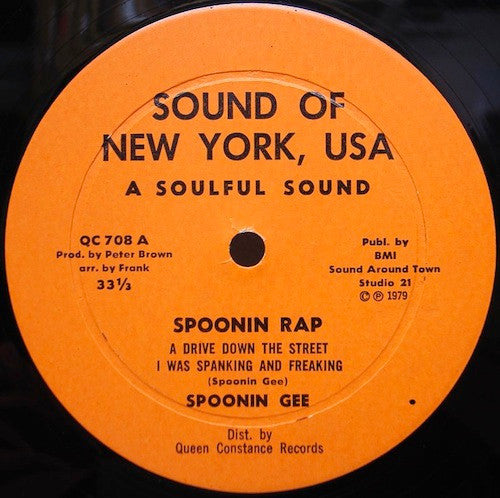 SOUND OF
NEW YORK, USA
A SOULFUL SOUND
QC 708 A
Prod. by Peter Brown
arr. by Frank
33⅓
Publ. by
BMI
Sound Around Town
Studio 21
© ℗ 1979
SPOONIN RAP
A DRIVE DOWN THE STREET
I WAS SPANKING AND FREAKING
(Spoonin Gee)
SPOONIN GEE
Dist. by
Queen Constance Records